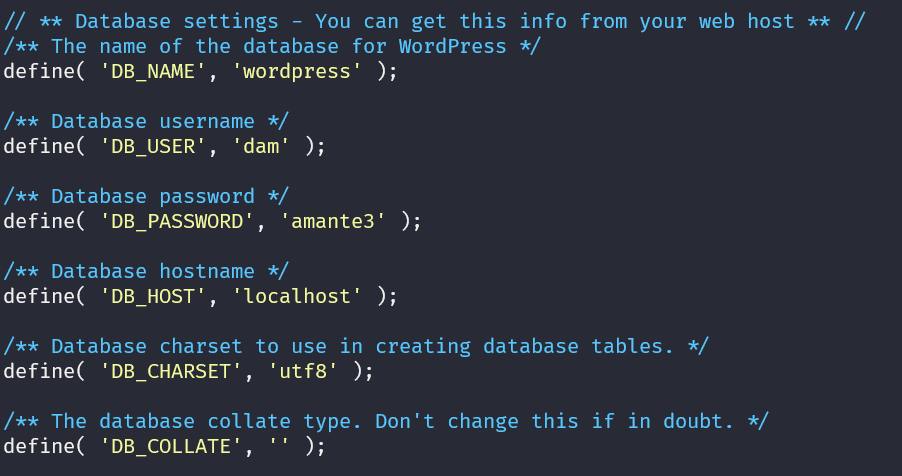 // ** Database settings - You can get this info from your web host ** //
/** The name of the database for WordPress */
define( 'DB_NAME', 'wordpress' );
/** Database username */
define( 'DB_USER', 'dam' );
/** Database password */
define( 'DB_PASSWORD', 'amante3' );
/** Database hostname */
define( 'DB_HOST', 'localhost' );
/** Database charset to use in creating database tables. */
define( 'DB_CHARSET', 'utf8' );
/** The database collate type. Don't change this if in doubt. */
define( 'DB_COLLATE', '' );